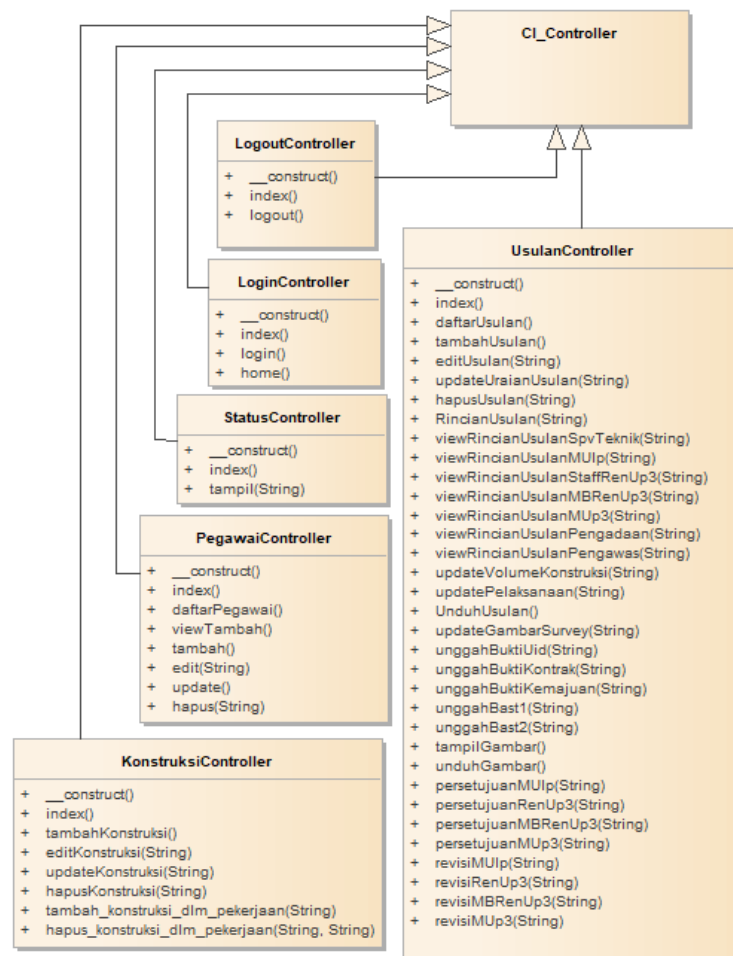 CI_Controller
LogoutController
+ __construct()
+ index()
+ logout()
LoginController
+ __construct()
+ index()
+ login()
+ home()
StatusController
+ __construct()
+ index()
+ tampil(String)
PegawaiController
+ __construct()
+ index()
+ daftarPegawai()
+ viewTambah()
+ tambah()
+ edit(String)
+ update()
+ hapus(String)
KonstruksiController
+ __construct()
+ index()
+ tambahKonstruksi()
+ editKonstruksi(String)
+ updateKonstruksi(String)
+ hapusKonstruksi(String)
+ tambah_konstruksi_dlm_pekerjaan(String)
+ hapus_konstruksi_dlm_pekerjaan(String, String)
UsulanController
+ __construct()
+ index()
+ daftarUsulan()
+ tambahUsulan()
+ editUsulan(String)
+ updateUraianUsulan(String)
+ hapusUsulan(String)
+ RincianUsulan(String)
+ viewRincianUsulanSpvTeknik(String)
+ viewRincianUsulanMUlp(String)
+ viewRincianUsulanStaffRenUp3(String)
+ viewRincianUsulanMBRenUp3(String)
+ viewRincianUsulanMUp3(String)
+ viewRincianUsulanPengadaan(String)
+ viewRincianUsulanPengawas(String)
+ updateVolumeKonstruksi(String)
+ updatePelaksanaan(String)
+ UnduhUsulan()
+ updateGambarSurvey(String)
+ unggahBuktiUid(String)
+ unggahBuktiKontrak(String)
+ unggahBuktiKemajuan(String)
+ unggahBast1(String)
+ unggahBast2(String)
+ tampilGambar()
+ unduhGambar()
+ persetujuanMUlp(String)
+ persetujuanRenUp3(String)
+ persetujuanMBRenUp3(String)
+ persetujuanMUp3(String)
+ revisiMUlp(String)
+ revisiRenUp3(String)
+ revisiMBRenUp3(String)
+ revisiMUp3(String)